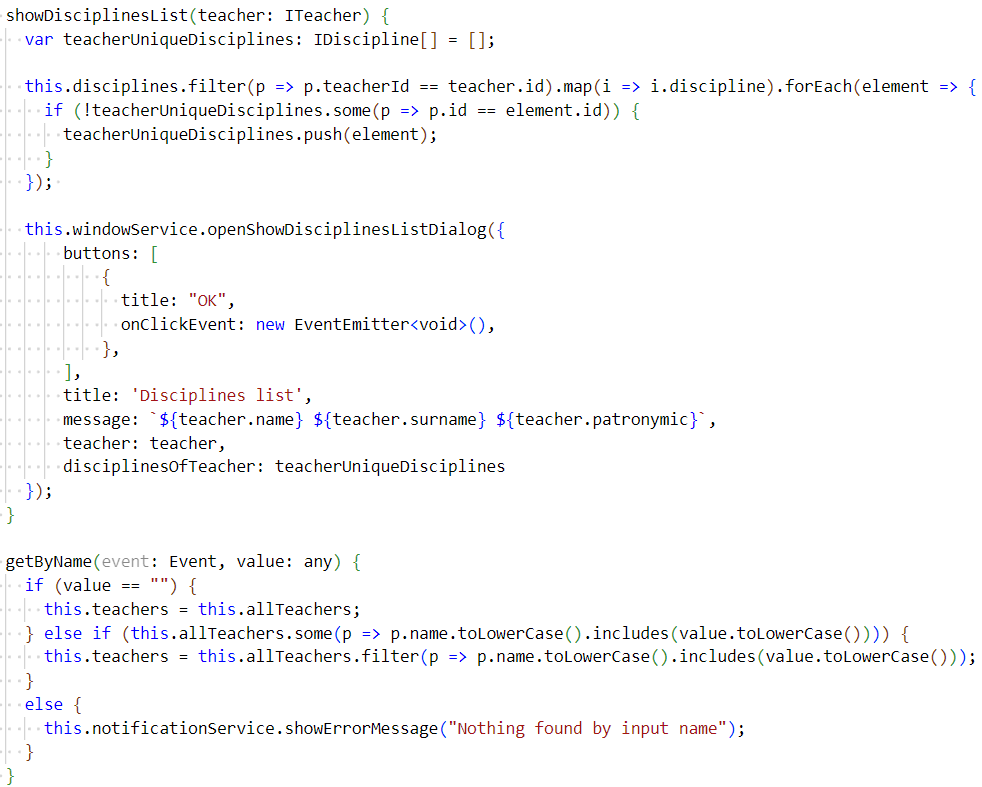 showDisciplinesList(teacher: ITeacher) {
  var teacherUniqueDisciplines: IDiscipline[] = [];

  this.disciplines.filter(p => p.teacherId == teacher.id).map(i => i.discipline).forEach(element => {
    if (!teacherUniqueDisciplines.some(p => p.id == element.id)) {
      teacherUniqueDisciplines.push(element);
    }
  });

  this.windowService.openShowDisciplinesListDialog({
      buttons: [
          {
            title: "OK",
            onClickEvent: new EventEmitter<void>(),
          },
      ],
      title: 'Disciplines list',
      message: `${teacher.name} ${teacher.surname} ${teacher.patronymic}`,
      teacher: teacher,
      disciplinesOfTeacher: teacherUniqueDisciplines
  });
}

getByName(event: Event, value: any) {
  if (value == "") {
    this.teachers = this.allTeachers;
  } else if (this.allTeachers.some(p => p.name.toLowerCase().includes(value.toLowerCase()))) {
    this.teachers = this.allTeachers.filter(p => p.name.toLowerCase().includes(value.toLowerCase()));
  }
  else {
    this.notificationService.showErrorMessage("Nothing found by input name");
  }
}